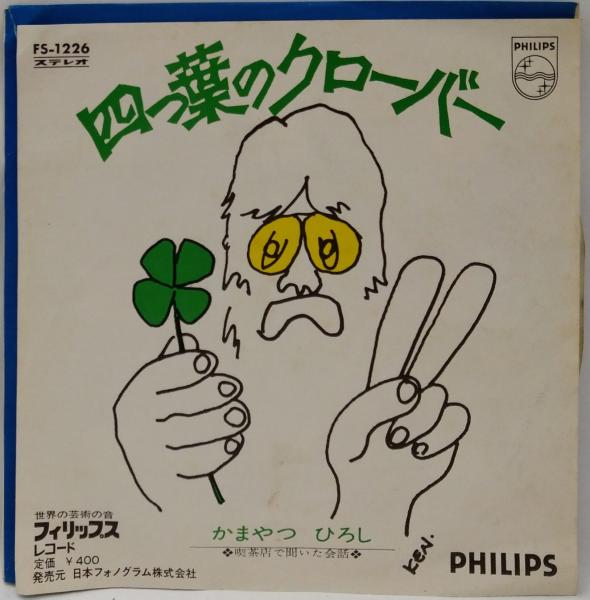 FS-1226
ステレオ
四つ葉のクローバー
PHILIPS
PHILIPS
世界の芸術の音
フィリップス
レコード
定価 ¥400
発売元 日本フォノグラム株式会社
かまやつ ひろし
❖喫茶店で聞いた会話❖
KEN.
PHILIPS